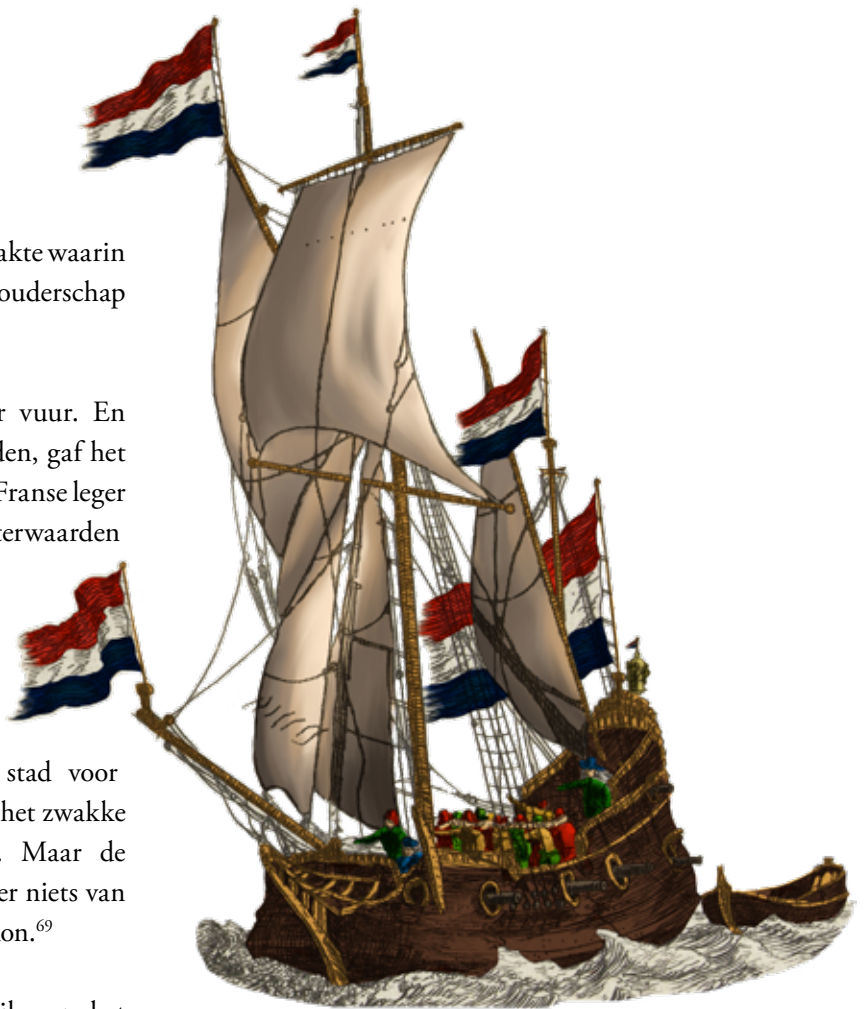 akte waarin
ouderschap
r vuur. En
den, gaf het
Franse leger
terwaarden
stad voor
het zwakke
. Maar de
er niets van
on.⁶⁹